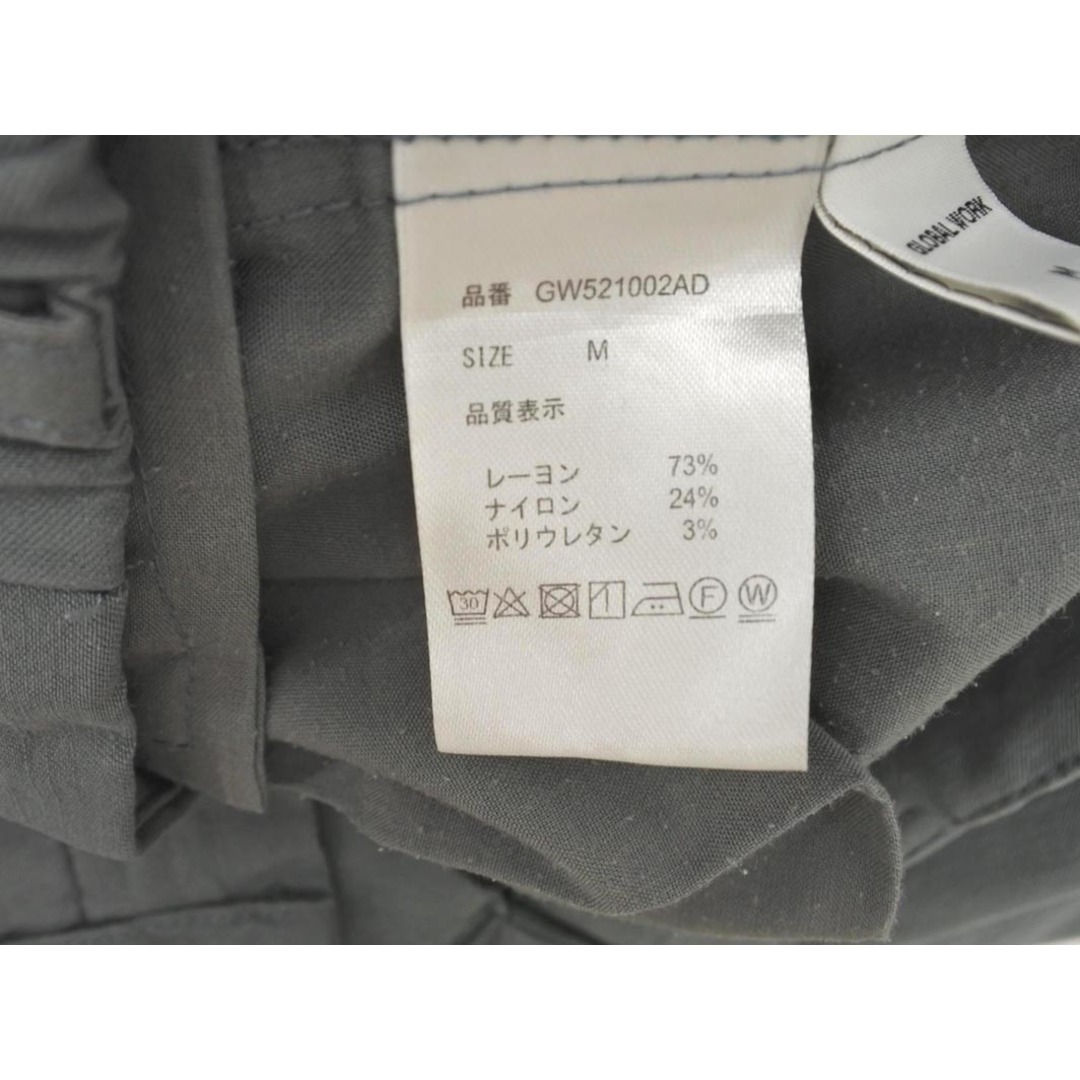 品番 GW521002AD
SIZE M
品質表示
レーヨン 73%
ナイロン 24%
ポリウレタン 3%
30 F W
GLOBAL WORK
M